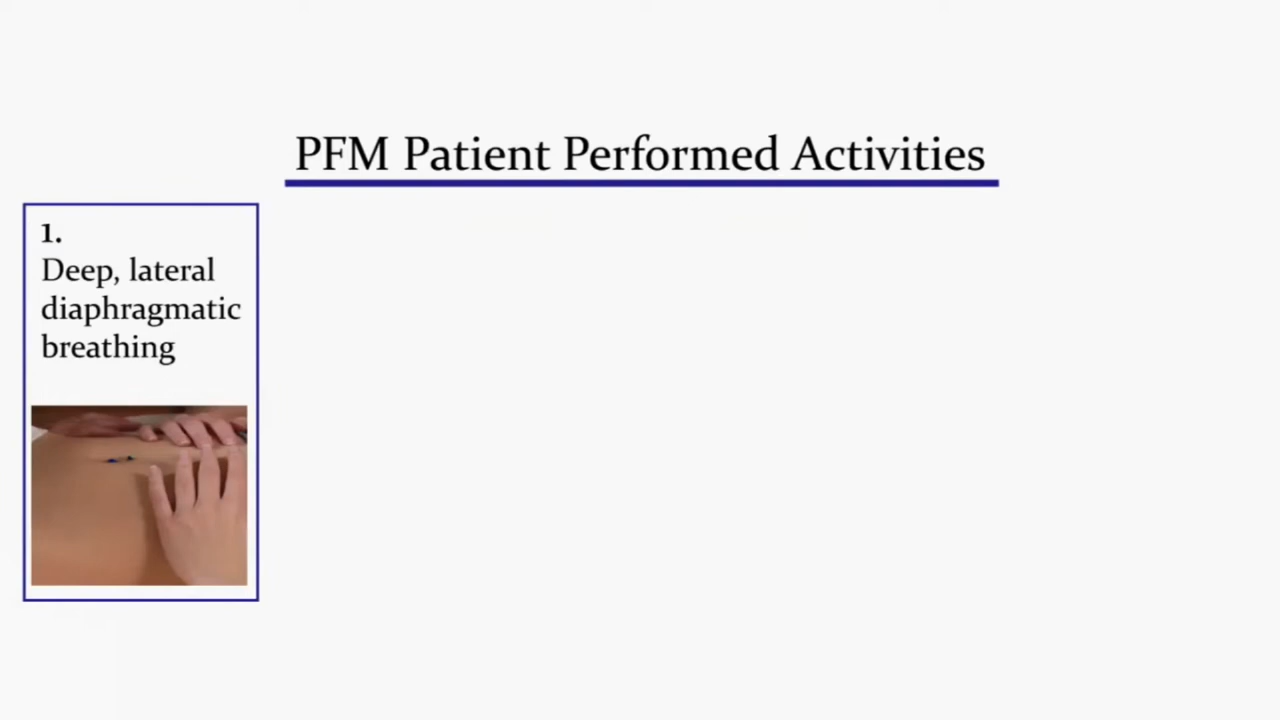 PFM Patient Performed Activities
1.
Deep, lateral
diaphragmatic
breathing